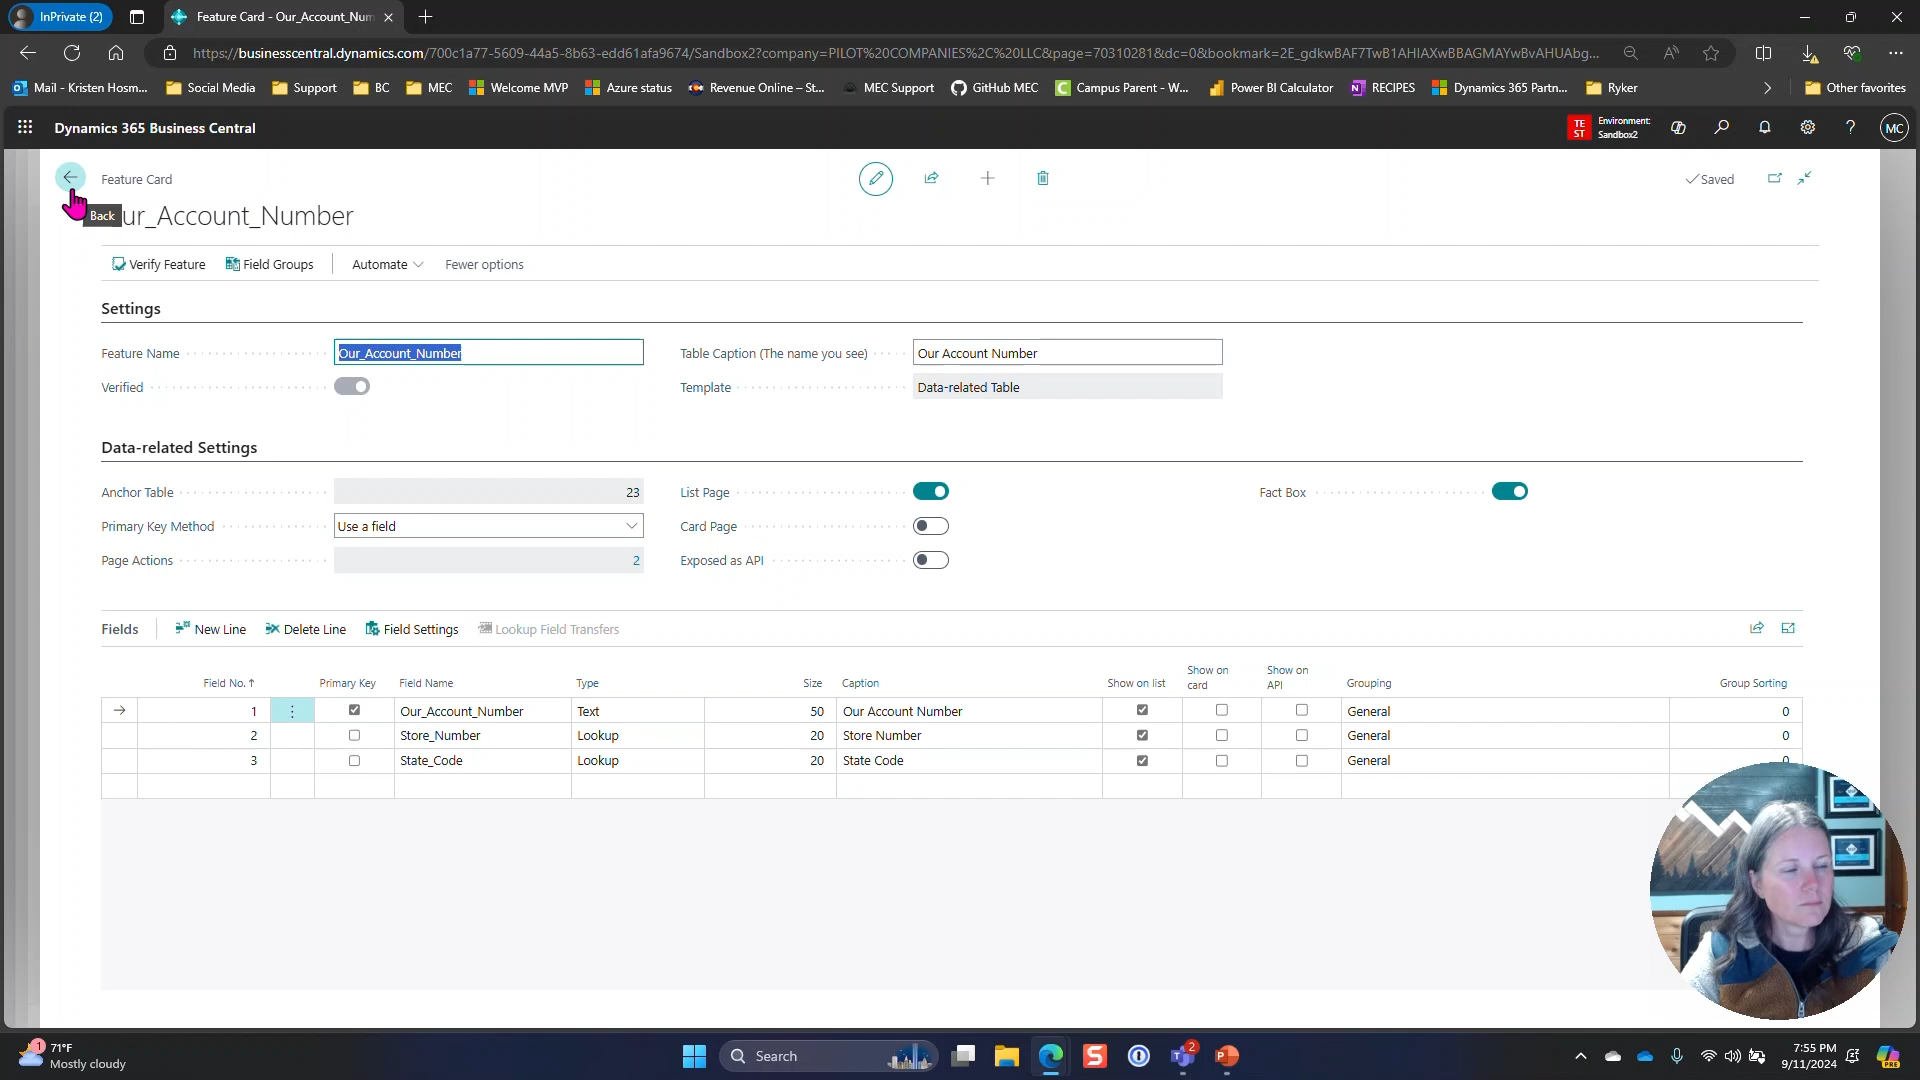 InPrivate (2)
Feature Card - Our_Account_Num
https://businesscentral.dynamics.com/700c1a77-5609-44a5-8b63-edd61afa9674/Sandbox2?company=PILOT%20COMPANIES%2C%20LLC&page=70310281&dc=0&bookmark=2E_gdkwBAF7TwB1AHIAXwBBAGMAYwBvAHUAbg...
Mail - Kristen Hosm...
Social Media
Support
BC
MEC
Welcome MVP
Azure status
Revenue Online – St...
MEC Support
GitHub MEC
Campus Parent - W...
Power BI Calculator
RECIPES
Dynamics 365 Partn...
Ryker
Other favorites
Dynamics 365 Business Central
TE
ST
Environment:
Sandbox2
MC
Feature Card
Saved
Back
ur_Account_Number
Verify Feature
Field Groups
Automate
Fewer options
Settings
Feature Name
Our_Account_Number
Table Caption (The name you see)
Our Account Number
Verified
Template
Data-related Table
Data-related Settings
Anchor Table
23
List Page
Fact Box
Primary Key Method
Use a field
Card Page
Page Actions
2
Exposed as API
Fields
New Line
Delete Line
Field Settings
Lookup Field Transfers
Field No. ↑ Primary Key Field Name Type Size Caption Show on list Show on card Show on API Grouping Group Sorting
1 Our_Account_Number Text 50 Our Account Number General 0
2 Store_Number Lookup 20 Store Number General 0
3 State_Code Lookup 20 State Code General 0
1
71°F
Mostly cloudy
Search
2
7:55 PM
9/11/2024
PRE